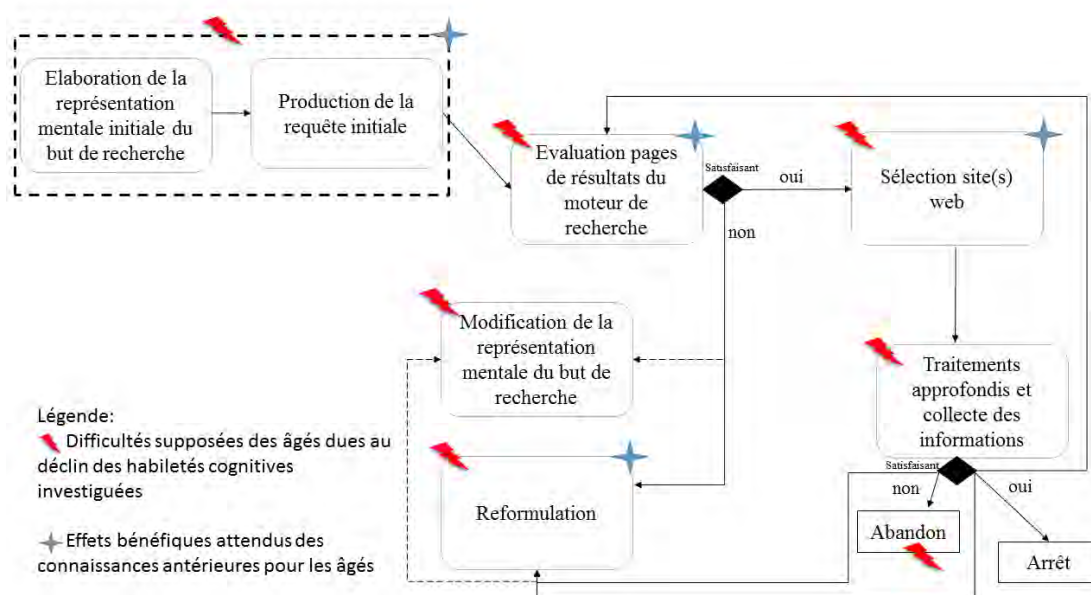 Elaboration de la
représentation
mentale initiale du
but de recherche
Production de la
requête initiale
Evaluation pages
de résultats du
moteur de
recherche
Satisfaisant
oui
non
Sélection site(s)
web
Modification de la
représentation
mentale du but de
recherche
Traitements
approfondis et
collecte des
informations
Satisfaisant
non
oui
Reformulation
Abandon
Arrêt
Légende:
Difficultés supposées des âgés dues au
déclin des habiletés cognitives
investiguées
Effets bénéfiques attendus des
connaissances antérieures pour les âgés